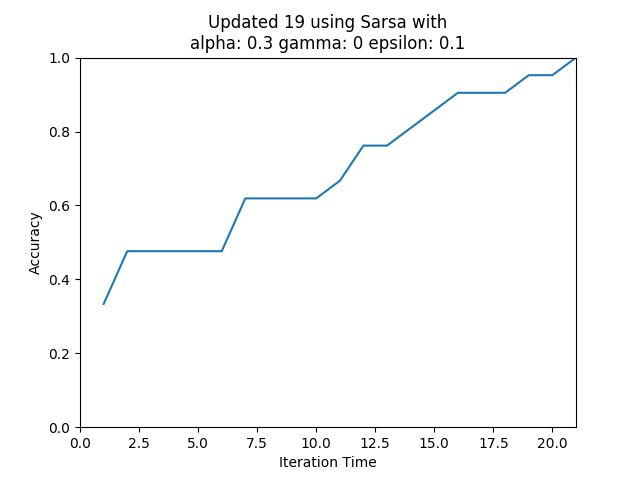 Updated 19 using Sarsa with
alpha: 0.3 gamma: 0 epsilon: 0.1
1.0
0.8
0.6
0.4
0.2
0.0
Accuracy
0.0 2.5 5.0 7.5 10.0 12.5 15.0 17.5 20.0
Iteration Time